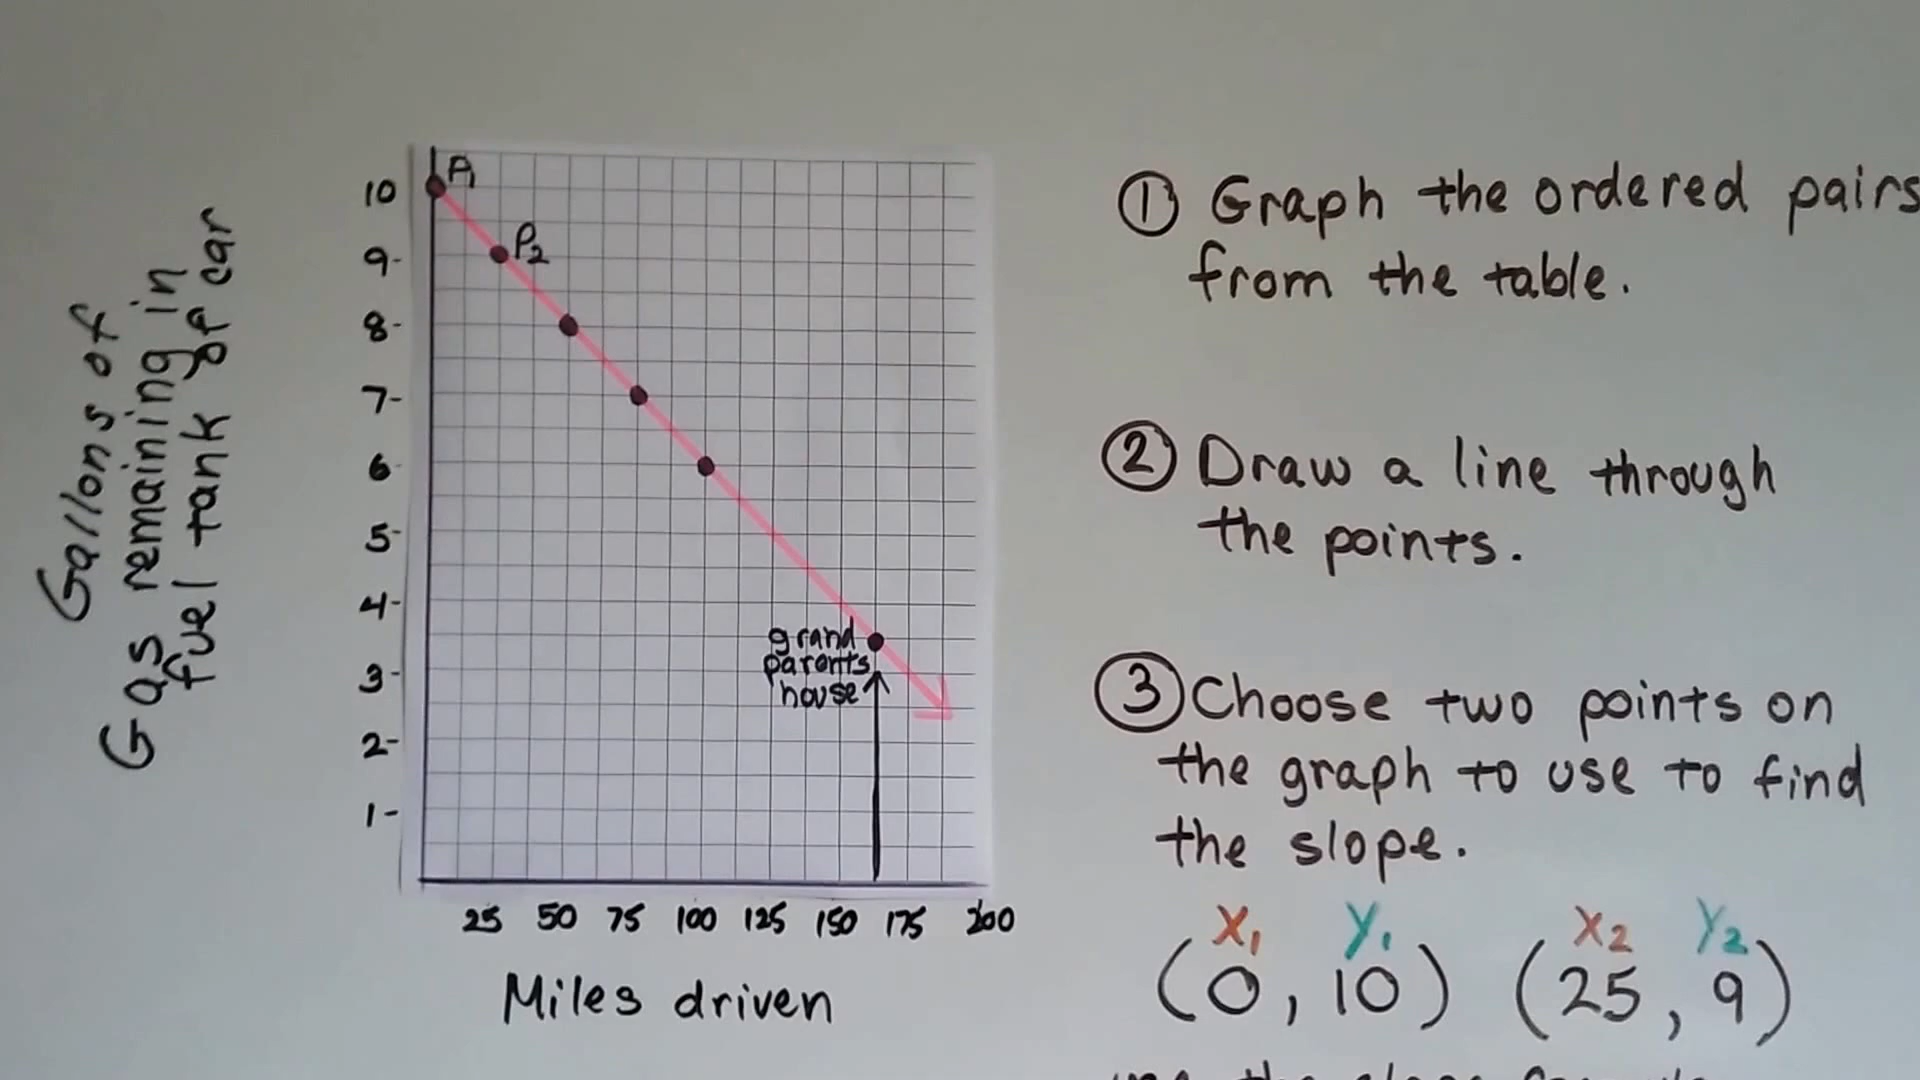 Gallons of
Gas remaining in
fuel tank of car
10
9
8
7
6
5
4
3
2
1
P1
P2
grand
parents
house
25 50 75 100 125 150 175 200
Miles driven
① Graph the ordered pairs
from the table.
② Draw a line through
the points.
③ Choose two points on
the graph to use to find
the slope.
X1 Y1 X2 Y2
(0, 10) (25, 9)